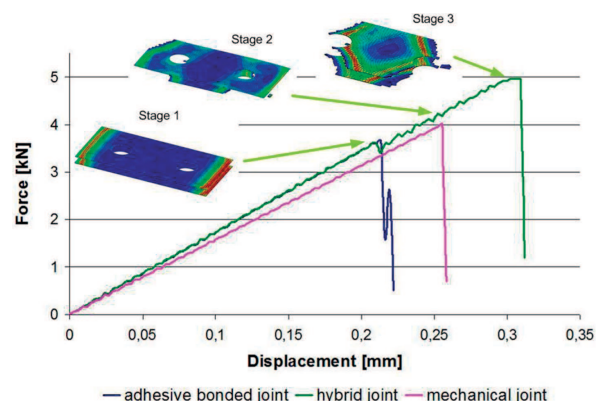 Stage 3
Stage 2
Stage 1
Force [kN]
5
4
3
2
1
0
0 0,05 0,1 0,15 0,2 0,25 0,3 0,35
Displacement [mm]
adhesive bonded joint hybrid joint mechanical joint